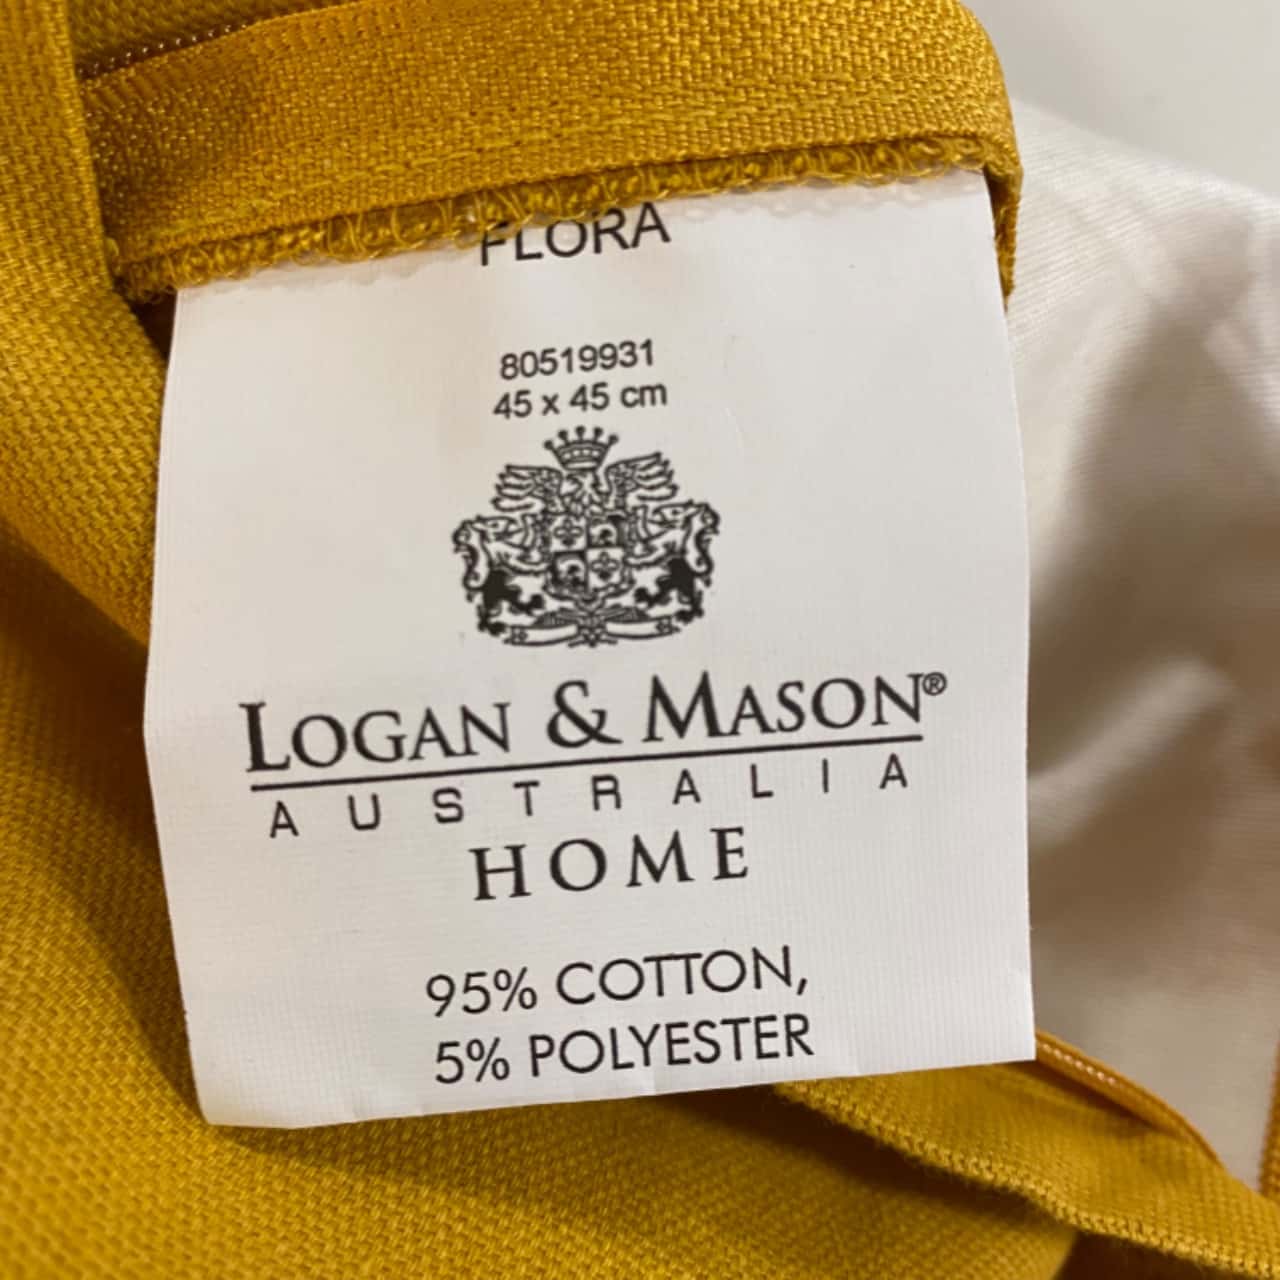 FLORA
80519931
45 x 45 cm
LOGAN & MASON®
AUSTRALIA
HOME
95% COTTON,
5% POLYESTER